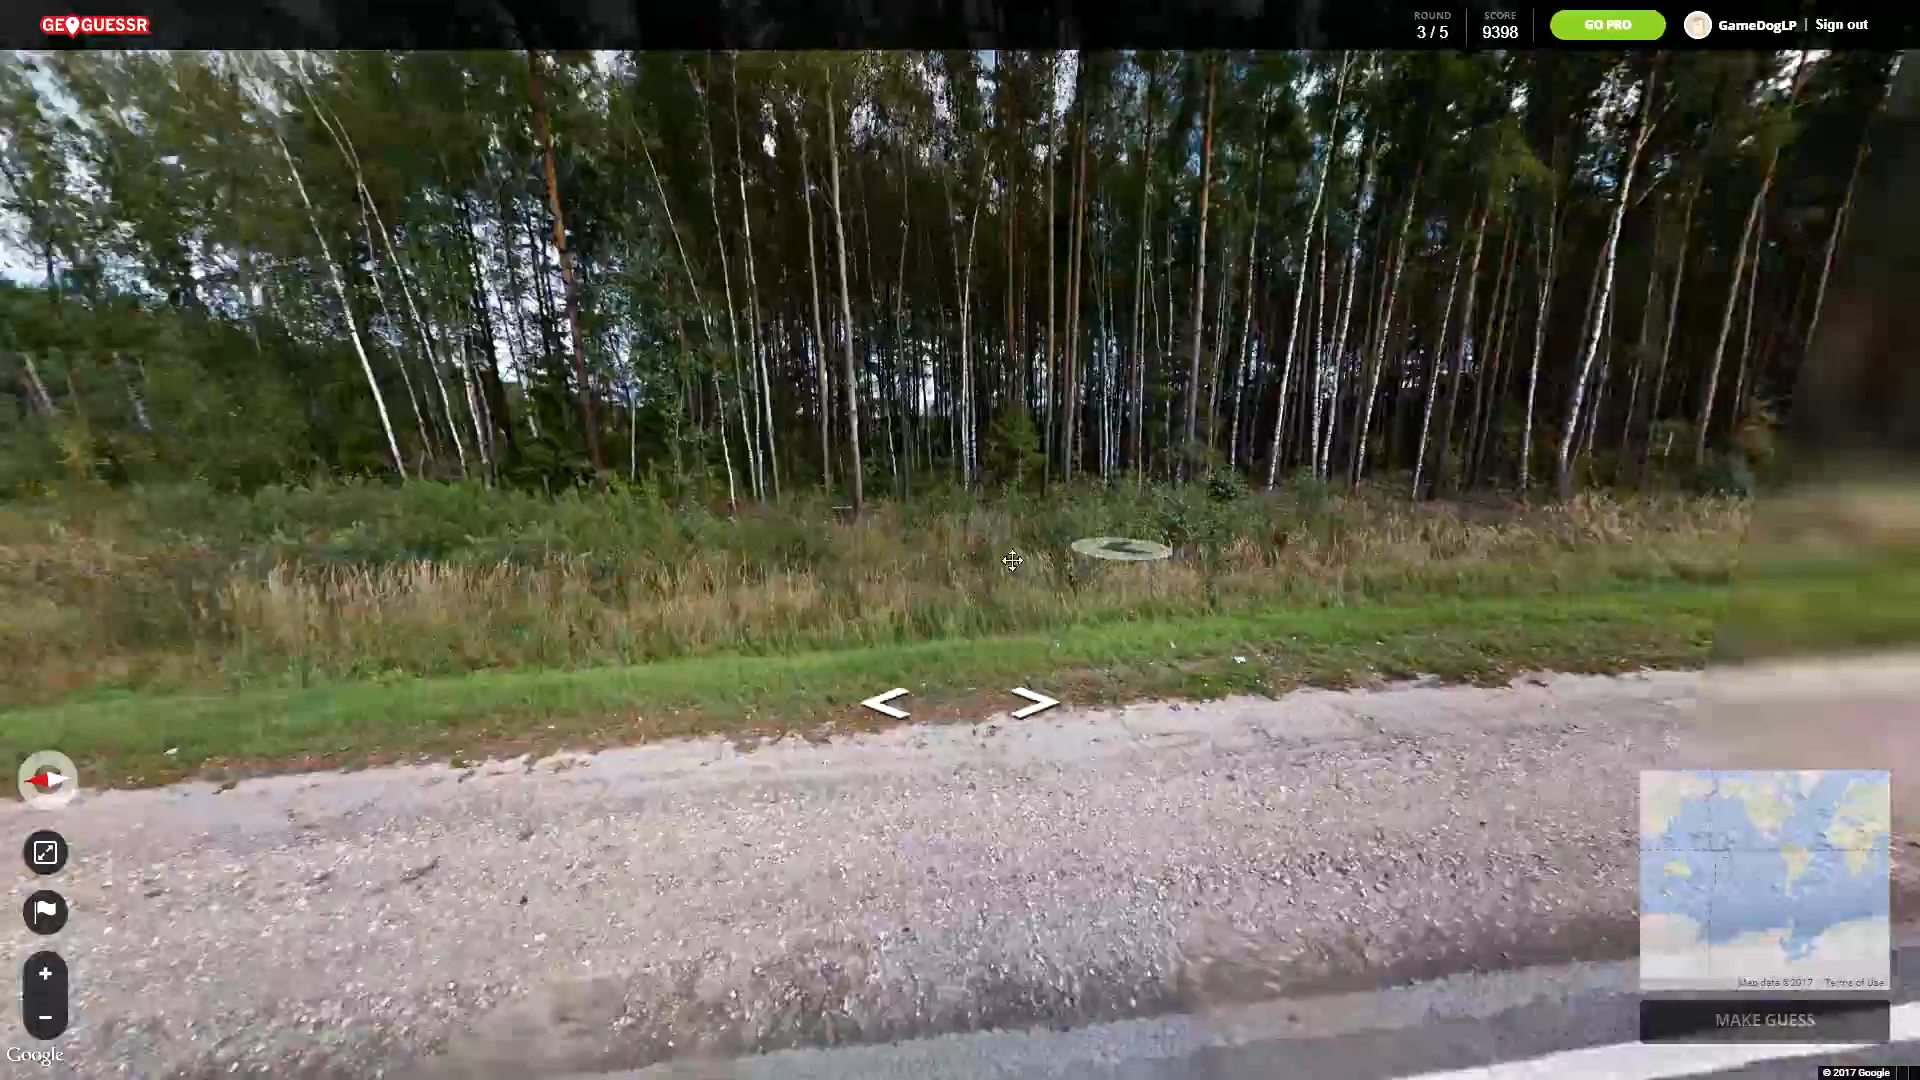 GEOGUESSR
ROUND
3 / 5
SCORE
9398
GO PRO
GameDogLP
Sign out
Map data ©2017
Terms of Use
MAKE GUESS
Google
© 2017 Google